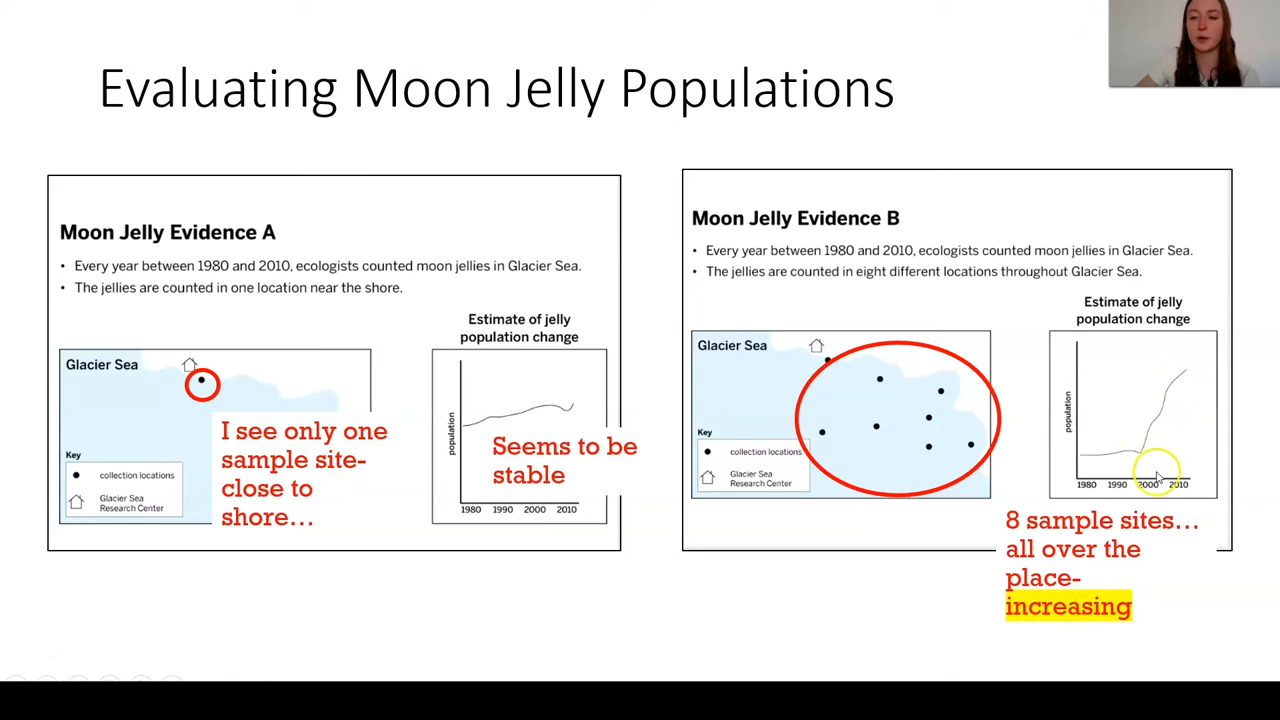 Evaluating Moon Jelly Populations
Moon Jelly Evidence A
• Every year between 1980 and 2010, ecologists counted moon jellies in Glacier Sea.
• The jellies are counted in one location near the shore.
Estimate of jelly
population change
Glacier Sea
Key
collection locations
Glacier Sea
Research Center
I see only one
sample site-
close to
shore...
population
Seems to be
stable
1980 1990 2000 2010
Moon Jelly Evidence B
• Every year between 1980 and 2010, ecologists counted moon jellies in Glacier Sea.
• The jellies are counted in eight different locations throughout Glacier Sea.
Estimate of jelly
population change
Glacier Sea
Key
collection locations
Glacier Sea
Research Center
population
1980 1990 2000 2010
8 sample sites...
all over the
place-
increasing